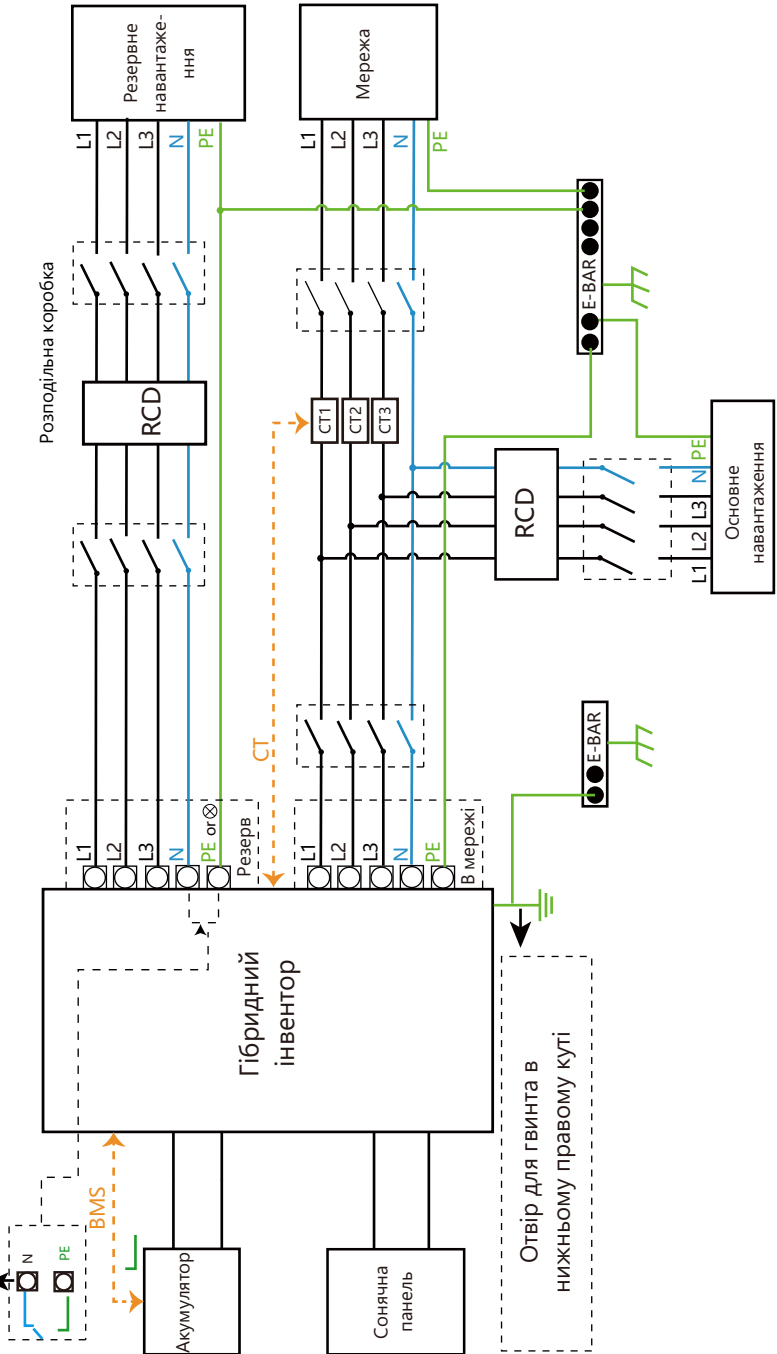 Резервне
навантаже-
ння
Мережа
L1
L2
L3
N
PE
L1
L2
L3
N
PE
Розподільна коробка
RCD
E-BAR
CT1
CT2
CT3
RCD
L1
L2
L3
N
PE
Основне
навантаження
CT
E-BAR
L1
L2
L3
N
PE or
Резерв
L1
L2
L3
N
PE
В мережі
Гібридний
інвентор
Отвір для гвинта в
нижньому правому куті
BMS
N
PE
Акумулятор
Сонячна
панель